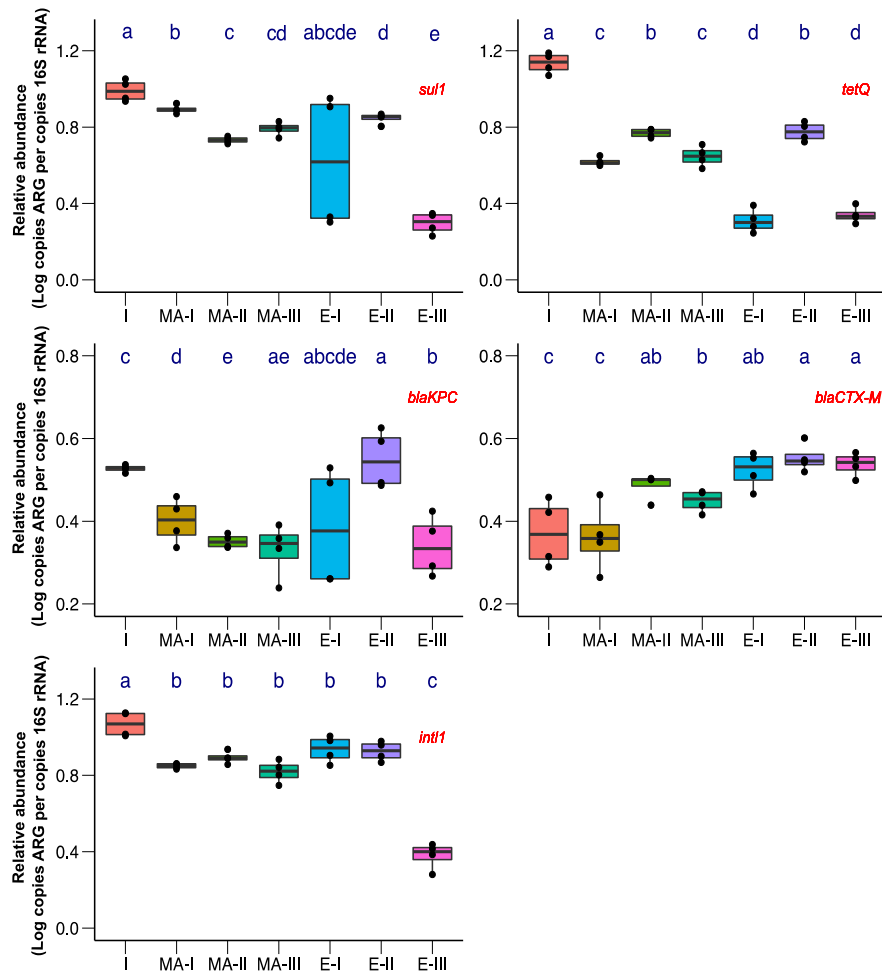 a b c cd abcde d e
sul1
1.2
0.8
0.4
0.0
I MA-I MA-II MA-III E-I E-II E-III
Relative abundance
(Log copies ARG per copies 16S rRNA)
a c b c d b d
tetQ
1.2
0.8
0.4
0.0
I MA-I MA-II MA-III E-I E-II E-III
c d e ae abcde a b
blaKPC
0.8
0.6
0.4
0.2
I MA-I MA-II MA-III E-I E-II E-III
Relative abundance
(Log copies ARG per copies 16S rRNA)
c c ab b ab a a
blaCTX-M
0.8
0.6
0.4
0.2
I MA-I MA-II MA-III E-I E-II E-III
a b b b b b c
intI1
1.2
0.8
0.4
0.0
I MA-I MA-II MA-III E-I E-II E-III
Relative abundance
(Log copies ARG per copies 16S rRNA)